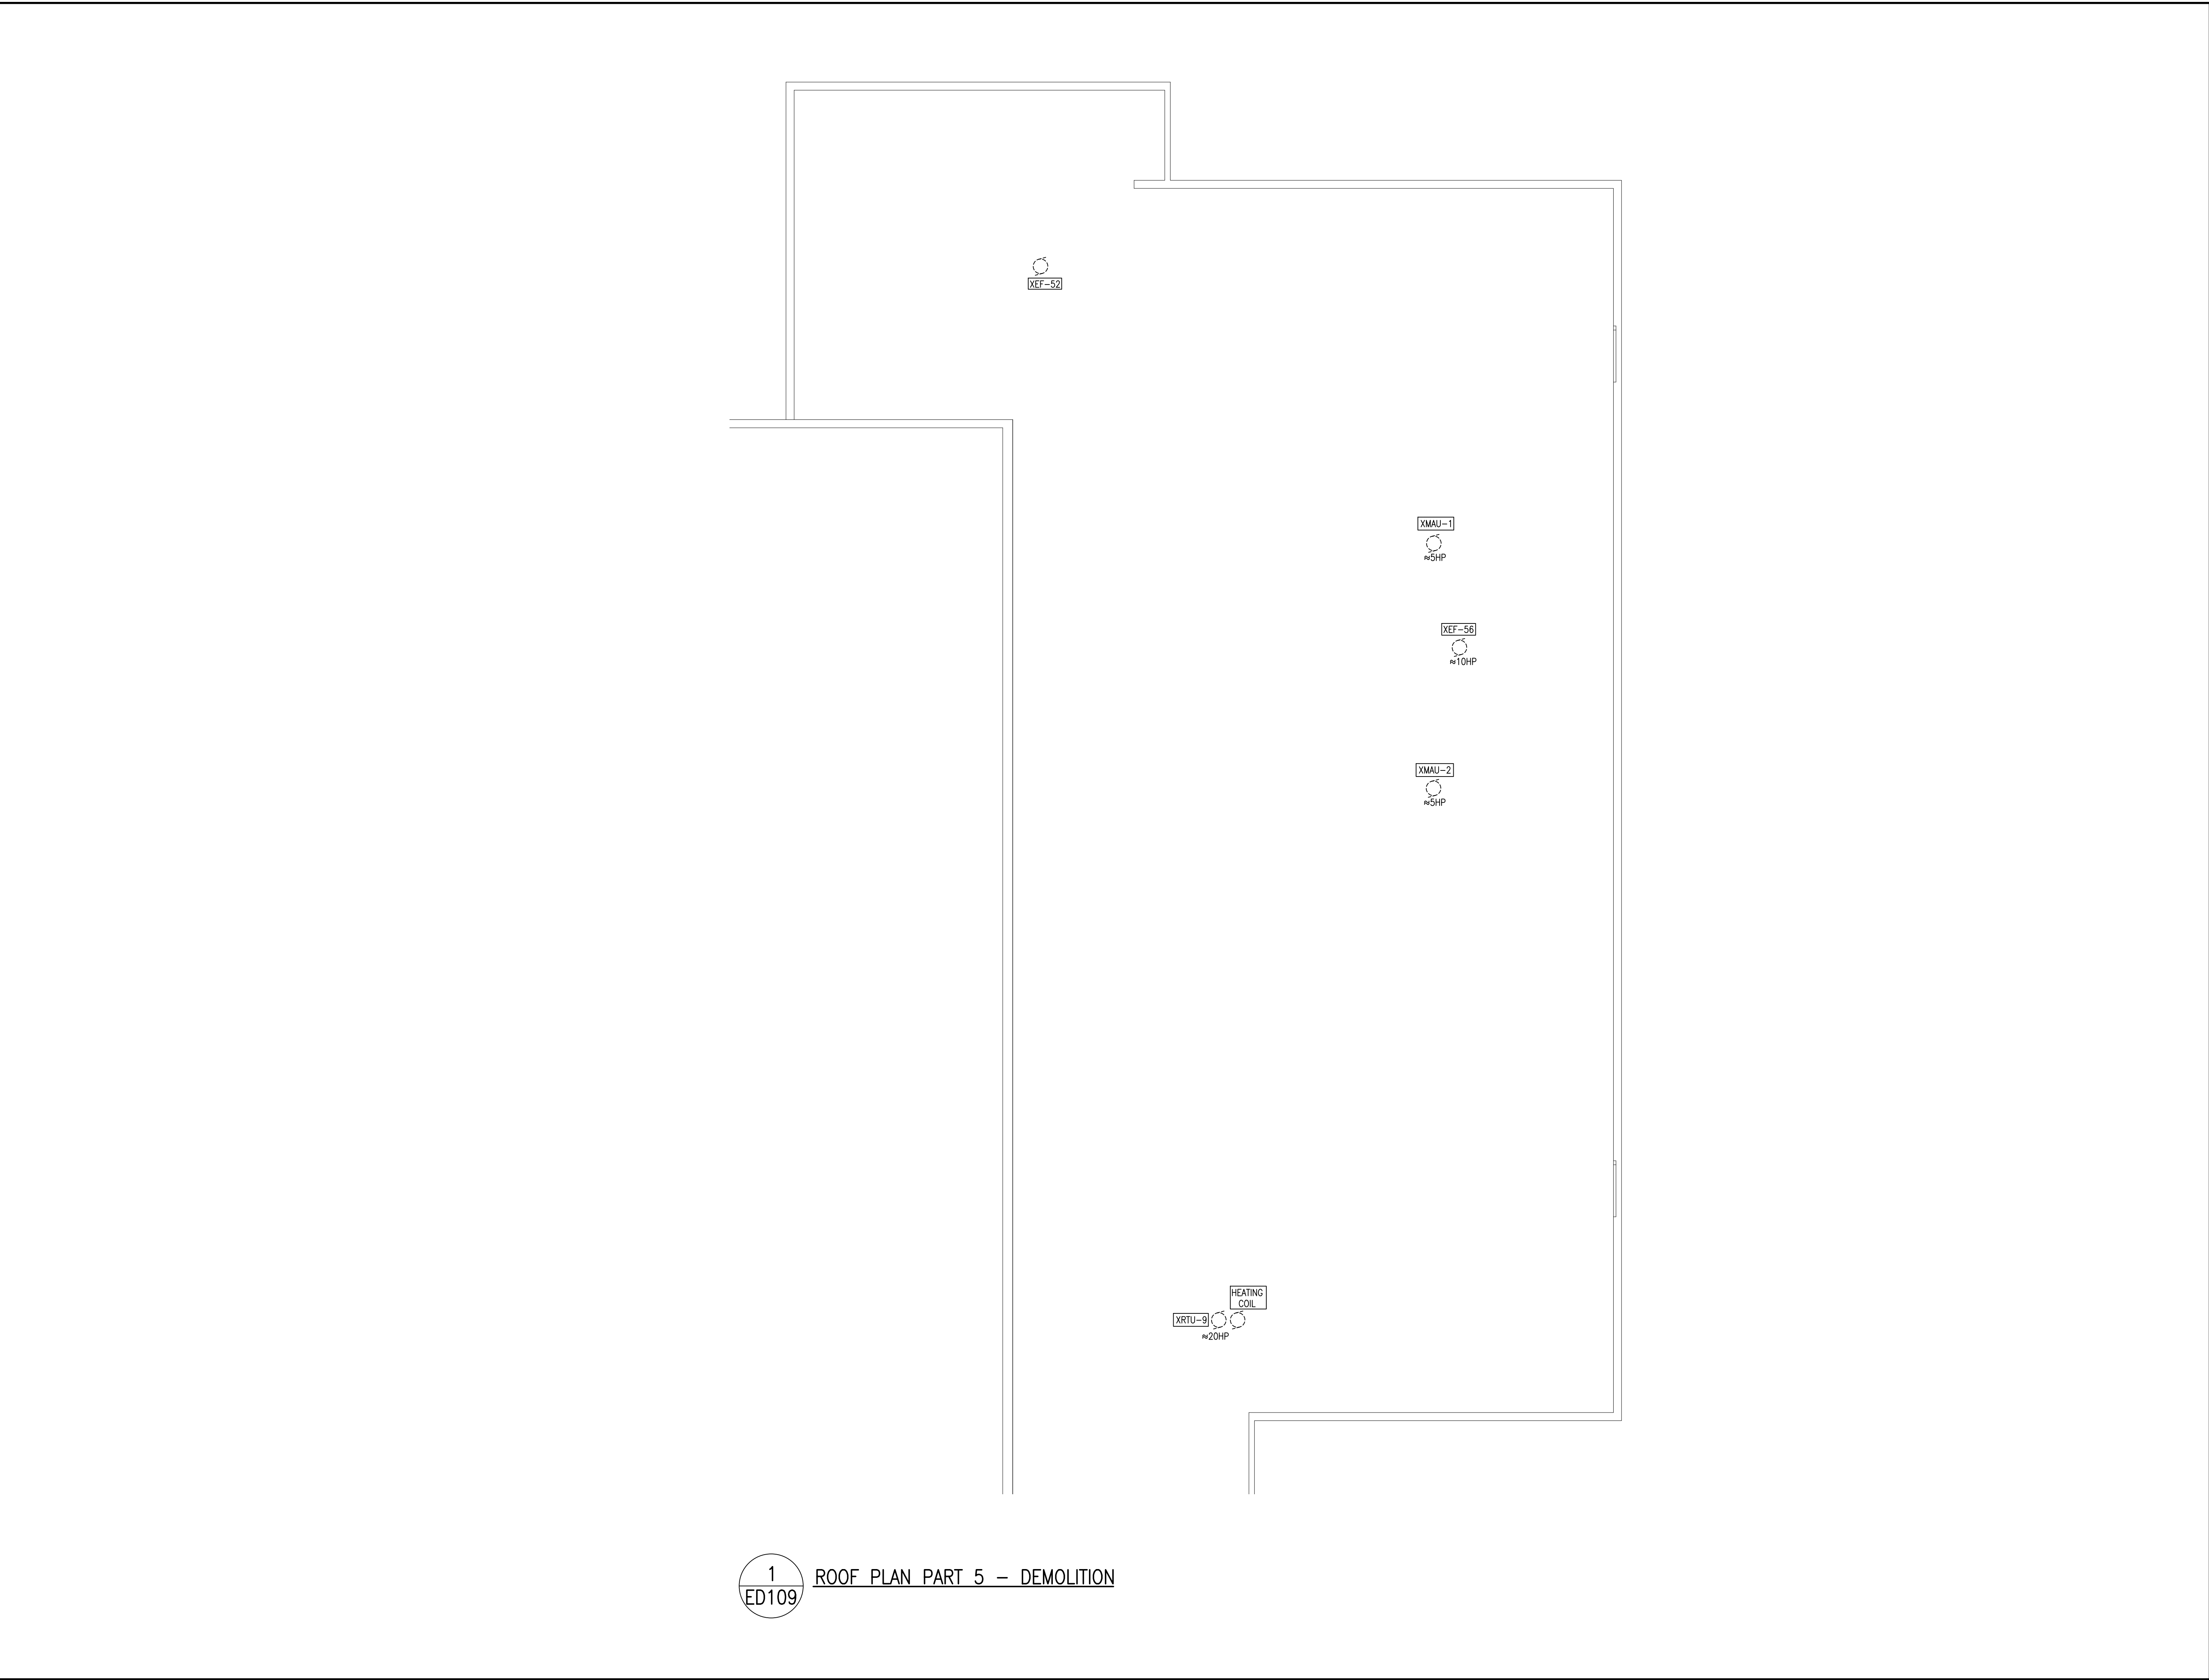 XEF-52
XMAU-1
≈5HP
XEF-56
≈10HP
XMAU-2
≈5HP
HEATING
COIL
XRTU-9
≈20HP
1
ED109
ROOF PLAN PART 5 - DEMOLITION